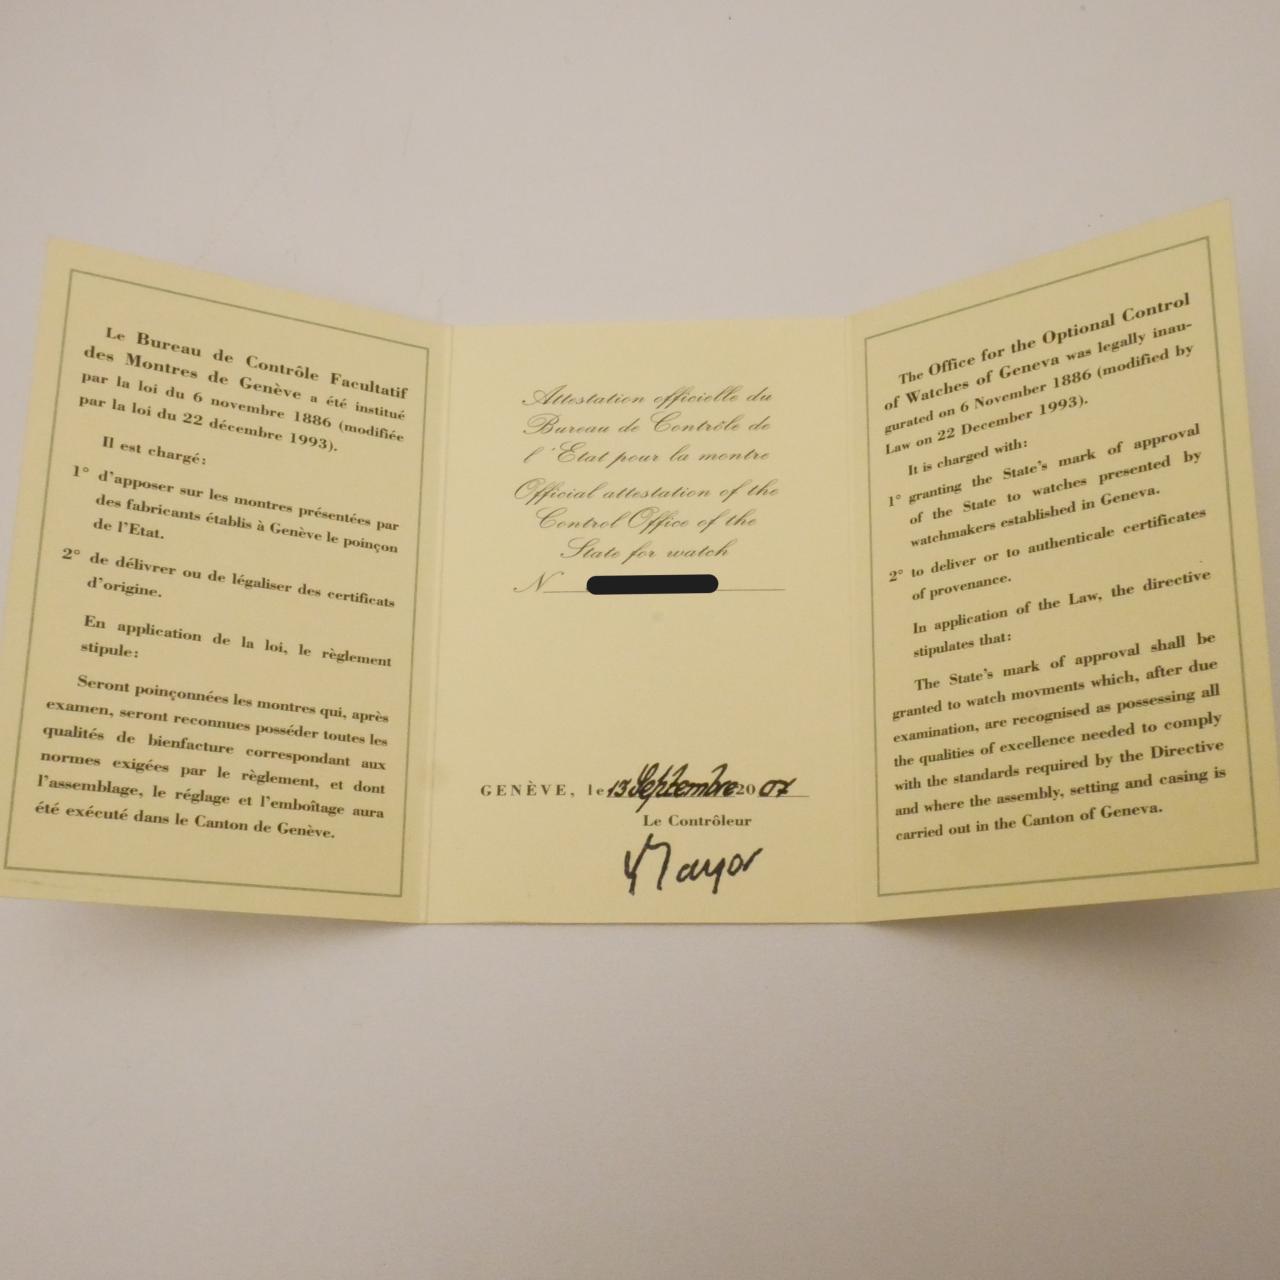 Le Bureau de Contrôle Facultatif
des Montres de Genève a été institué
par la loi du 6 novembre 1886 (modifiée
par la loi du 22 décembre 1993).
Il est chargé:
1° d'apposer sur les montres présentées par
des fabricants établis à Genève le poinçon
de l'Etat.
2° de délivrer ou de légaliser des certificats
d'origine.
En application de la loi, le règlement
stipule:
Seront poinçonnées les montres qui, après
examen, seront reconnues posséder toutes les
qualités de bienfacture correspondant aux
normes exigées par le règlement, et dont
l'assemblage, le réglage et l'emboîtage aura
été exécuté dans le Canton de Genève.
Attestation officielle du
Bureau de Contrôle de
l'Etat pour la montre
Official attestation of the
Control Office of the
State for watch
N
GENÈVE, le 13 Septembre 20 07
Le Contrôleur
Mayor
The Office for the Optional Control
of Watches of Geneva was legally inau-
gurated on 6 November 1886 (modified by
Law on 22 December 1993).
It is charged with:
1° granting the State's mark of approval
of the State to watches presented by
watchmakers established in Geneva.
2° to deliver or to authenticale certificates
of provenance.
In application of the Law, the directive
stipulates that:
The State's mark of approval shall be
granted to watch movments which, after due
examination, are recognised as possessing all
the qualities of excellence needed to comply
with the standards required by the Directive
and where the assembly, setting and casing is
carried out in the Canton of Geneva.